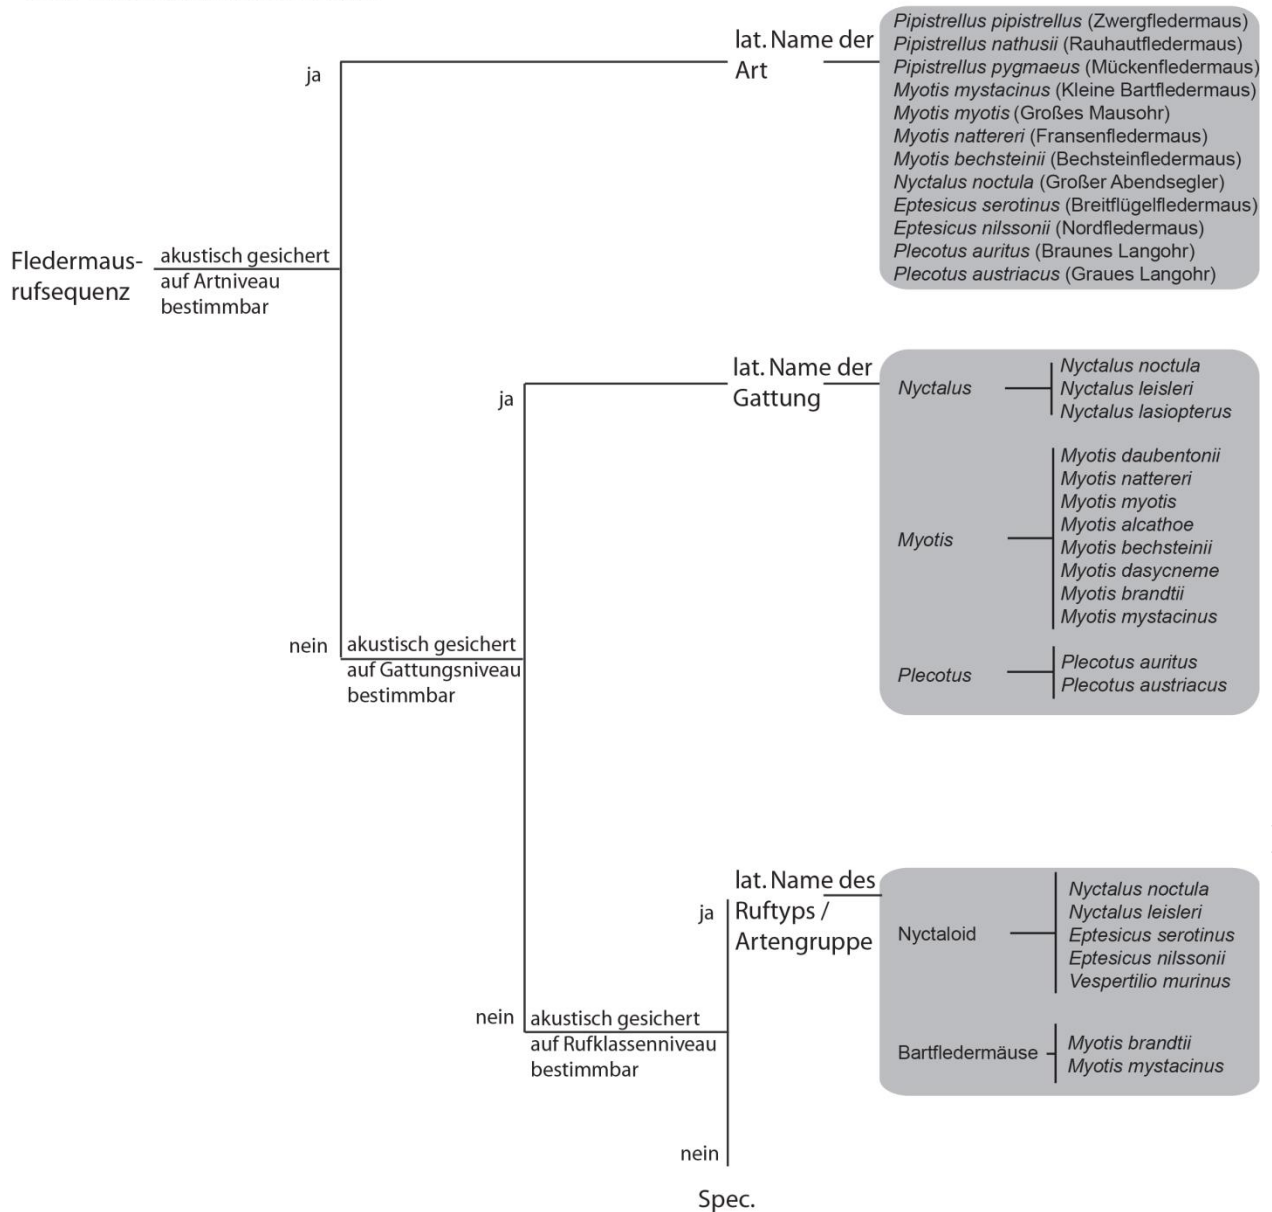 Pipistrellus pipistrellus (Zwergfledermaus)
Pipistrellus nathusii (Rauhautfledermaus)
Pipistrellus pygmaeus (Mückenfledermaus)
Myotis mystacinus (Kleine Bartfledermaus)
Myotis myotis (Großes Mausohr)
Myotis nattereri (Fransenfledermaus)
Myotis bechsteinii (Bechsteinfledermaus)
Nyctalus noctula (Großer Abendsegler)
Eptesicus serotinus (Breitflügelfledermaus)
Eptesicus nilssonii (Nordfledermaus)
Plecotus auritus (Braunes Langohr)
Plecotus austriacus (Graues Langohr)
lat. Name der
Art
ja
Fledermaus-
rufsequenz
akustisch gesichert
auf Artniveau
bestimmbar
lat. Name der
Gattung
ja
Nyctalus
Nyctalus noctula
Nyctalus leisleri
Nyctalus lasiopterus
Myotis
Myotis daubentonii
Myotis nattereri
Myotis myotis
Myotis alcathoe
Myotis bechsteinii
Myotis dasycneme
Myotis brandtii
Myotis mystacinus
Plecotus
Plecotus auritus
Plecotus austriacus
nein
akustisch gesichert
auf Gattungsniveau
bestimmbar
lat. Name des
Ruftyps /
Artengruppe
ja
Nyctaloid
Nyctalus noctula
Nyctalus leisleri
Eptesicus serotinus
Eptesicus nilssonii
Vespertilio murinus
Bartfledermäuse
Myotis brandtii
Myotis mystacinus
nein
akustisch gesichert
auf Rufklassenniveau
bestimmbar
nein
Spec.